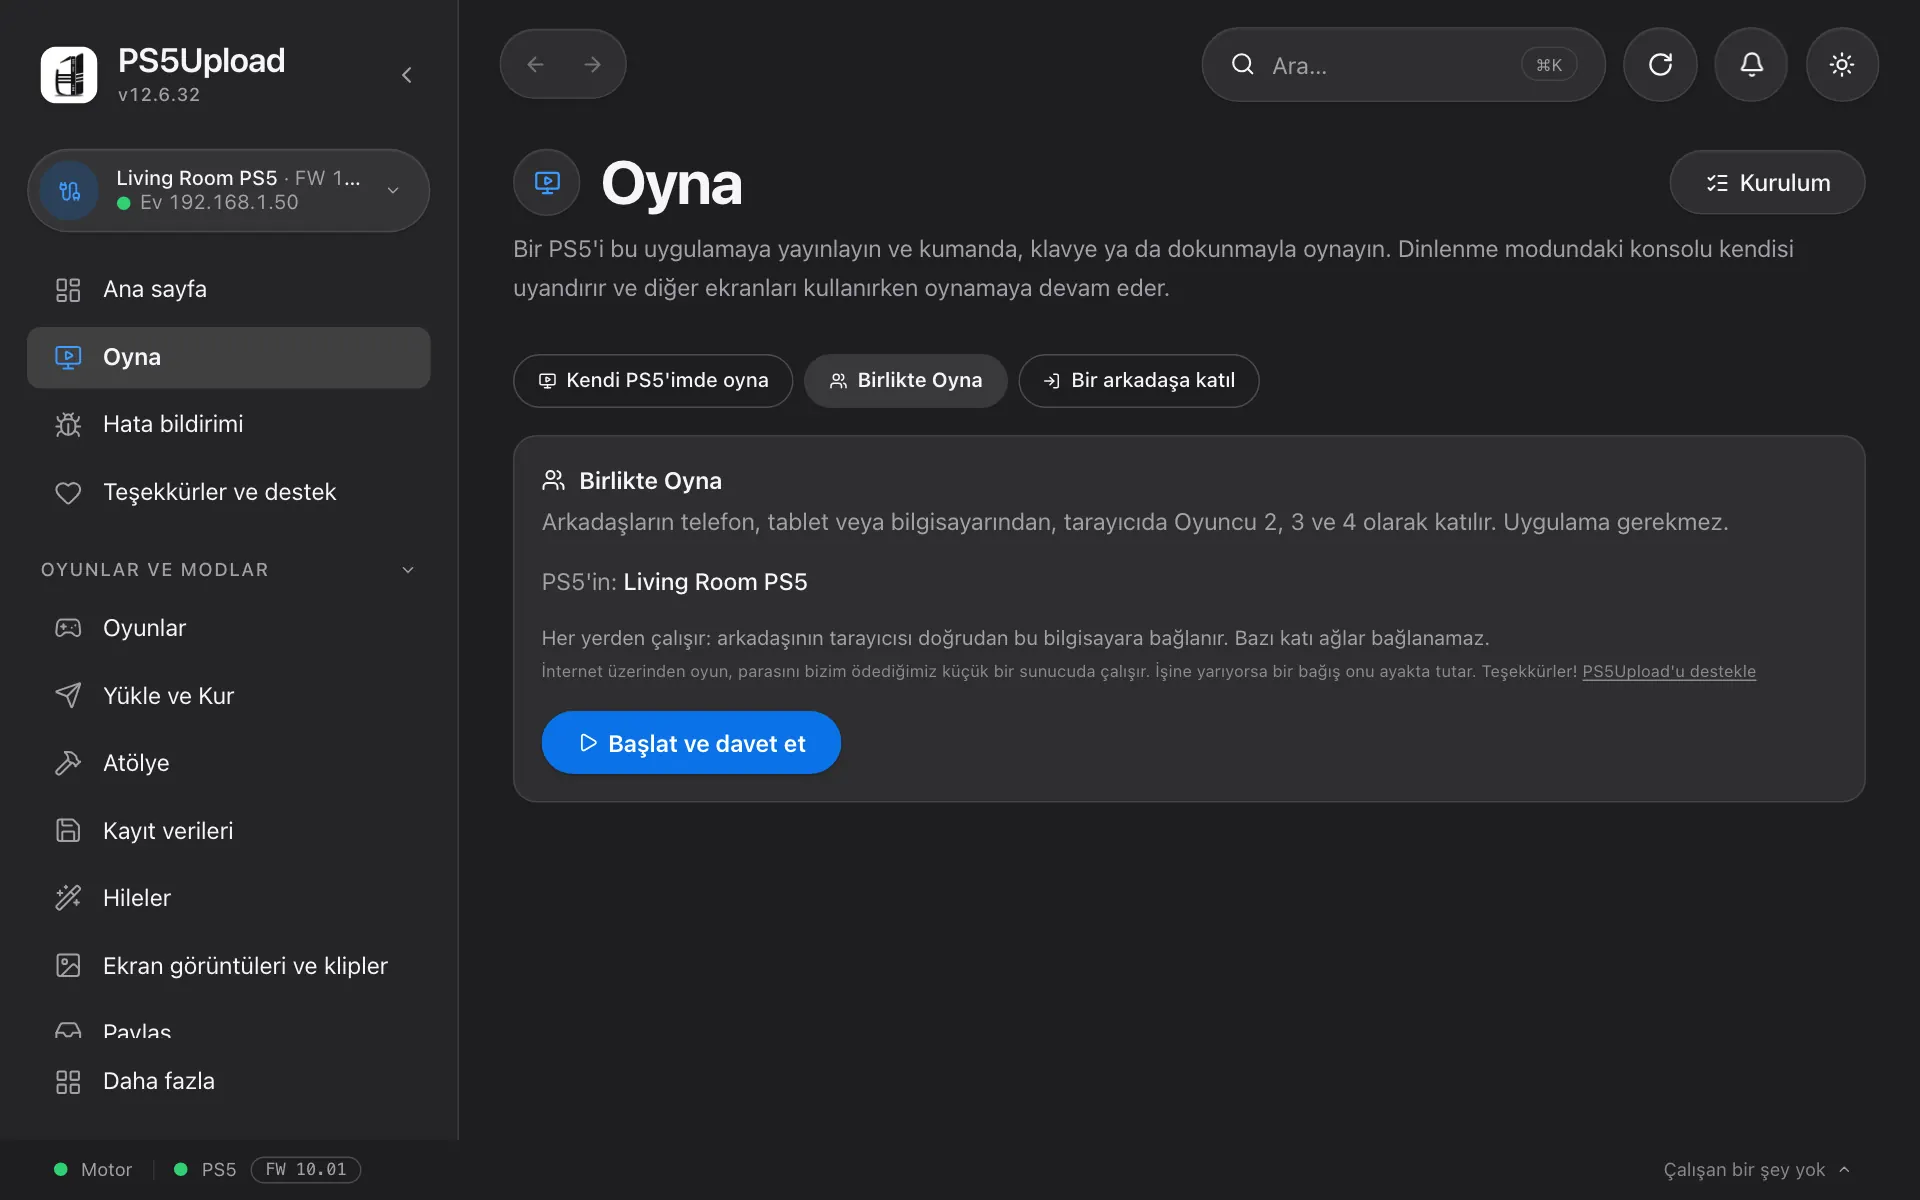 PS5Upload
v12.6.32
Living Room PS5 · FW 1...
Ev 192.168.1.50
Ana sayfa
Oyna
Hata bildirimi
Teşekkürler ve destek
OYUNLAR VE MODLAR
Oyunlar
Yükle ve Kur
Atölye
Kayıt verileri
Hileler
Ekran görüntüleri ve klipler
Paylaş
Daha fazla
Ara...
⌘K
Oyna
Kurulum
Bir PS5'i bu uygulamaya yayınlayın ve kumanda, klavye ya da dokunmayla oynayın. Dinlenme modundaki konsolu kendisi
uyandırır ve diğer ekranları kullanırken oynamaya devam eder.
Kendi PS5'imde oyna
Birlikte Oyna
Bir arkadaşa katıl
Birlikte Oyna
Arkadaşların telefon, tablet veya bilgisayarından, tarayıcıda Oyuncu 2, 3 ve 4 olarak katılır. Uygulama gerekmez.
PS5'in: Living Room PS5
Her yerden çalışır: arkadaşının tarayıcısı doğrudan bu bilgisayara bağlanır. Bazı katı ağlar bağlanamaz.
İnternet üzerinden oyun, parasını bizim ödediğimiz küçük bir sunucuda çalışır. İşine yarıyorsa bir bağış onu ayakta tutar. Teşekkürler! PS5Upload'u destekle
Başlat ve davet et
Motor
PS5
FW 10.01
Çalışan bir şey yok